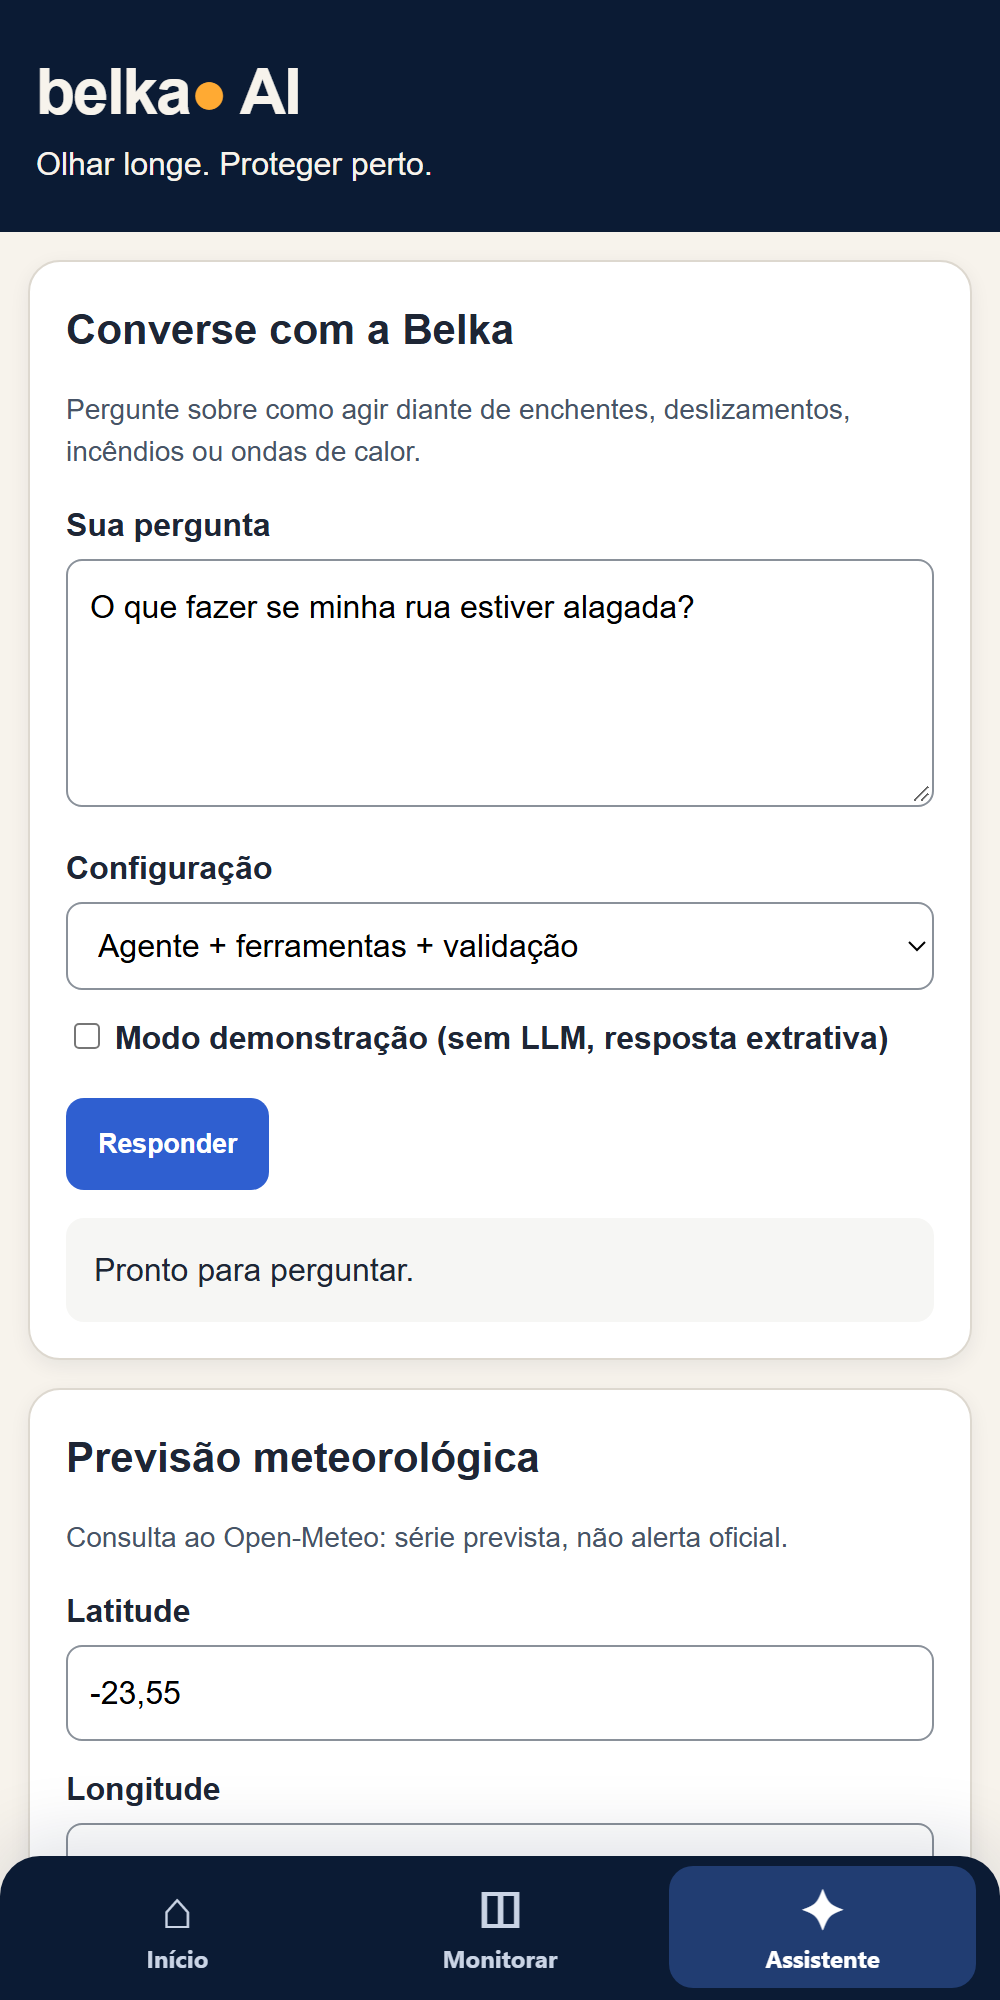 belka AI
Olhar longe. Proteger perto.
Converse com a Belka
Pergunte sobre como agir diante de enchentes, deslizamentos,
incêndios ou ondas de calor.
Sua pergunta
O que fazer se minha rua estiver alagada?
Configuração
Agente + ferramentas + validação
Modo demonstração (sem LLM, resposta extrativa)
Responder
Pronto para perguntar.
Previsão meteorológica
Consulta ao Open-Meteo: série prevista, não alerta oficial.
Latitude
-23,55
Longitude
Início
Monitorar
Assistente